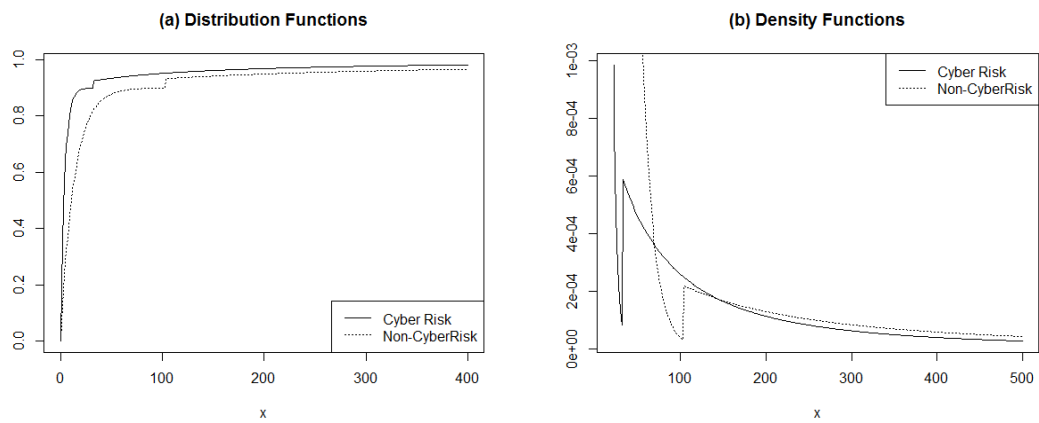 (a) Distribution Functions
1.0
0.8
0.6
0.4
0.2
0.0
Cyber Risk
Non-CyberRisk
0 100 200 300 400
x
(b) Density Functions
1e-03
8e-04
6e-04
4e-04
2e-04
0e+00
Cyber Risk
Non-CyberRisk
100 200 300 400 500
x